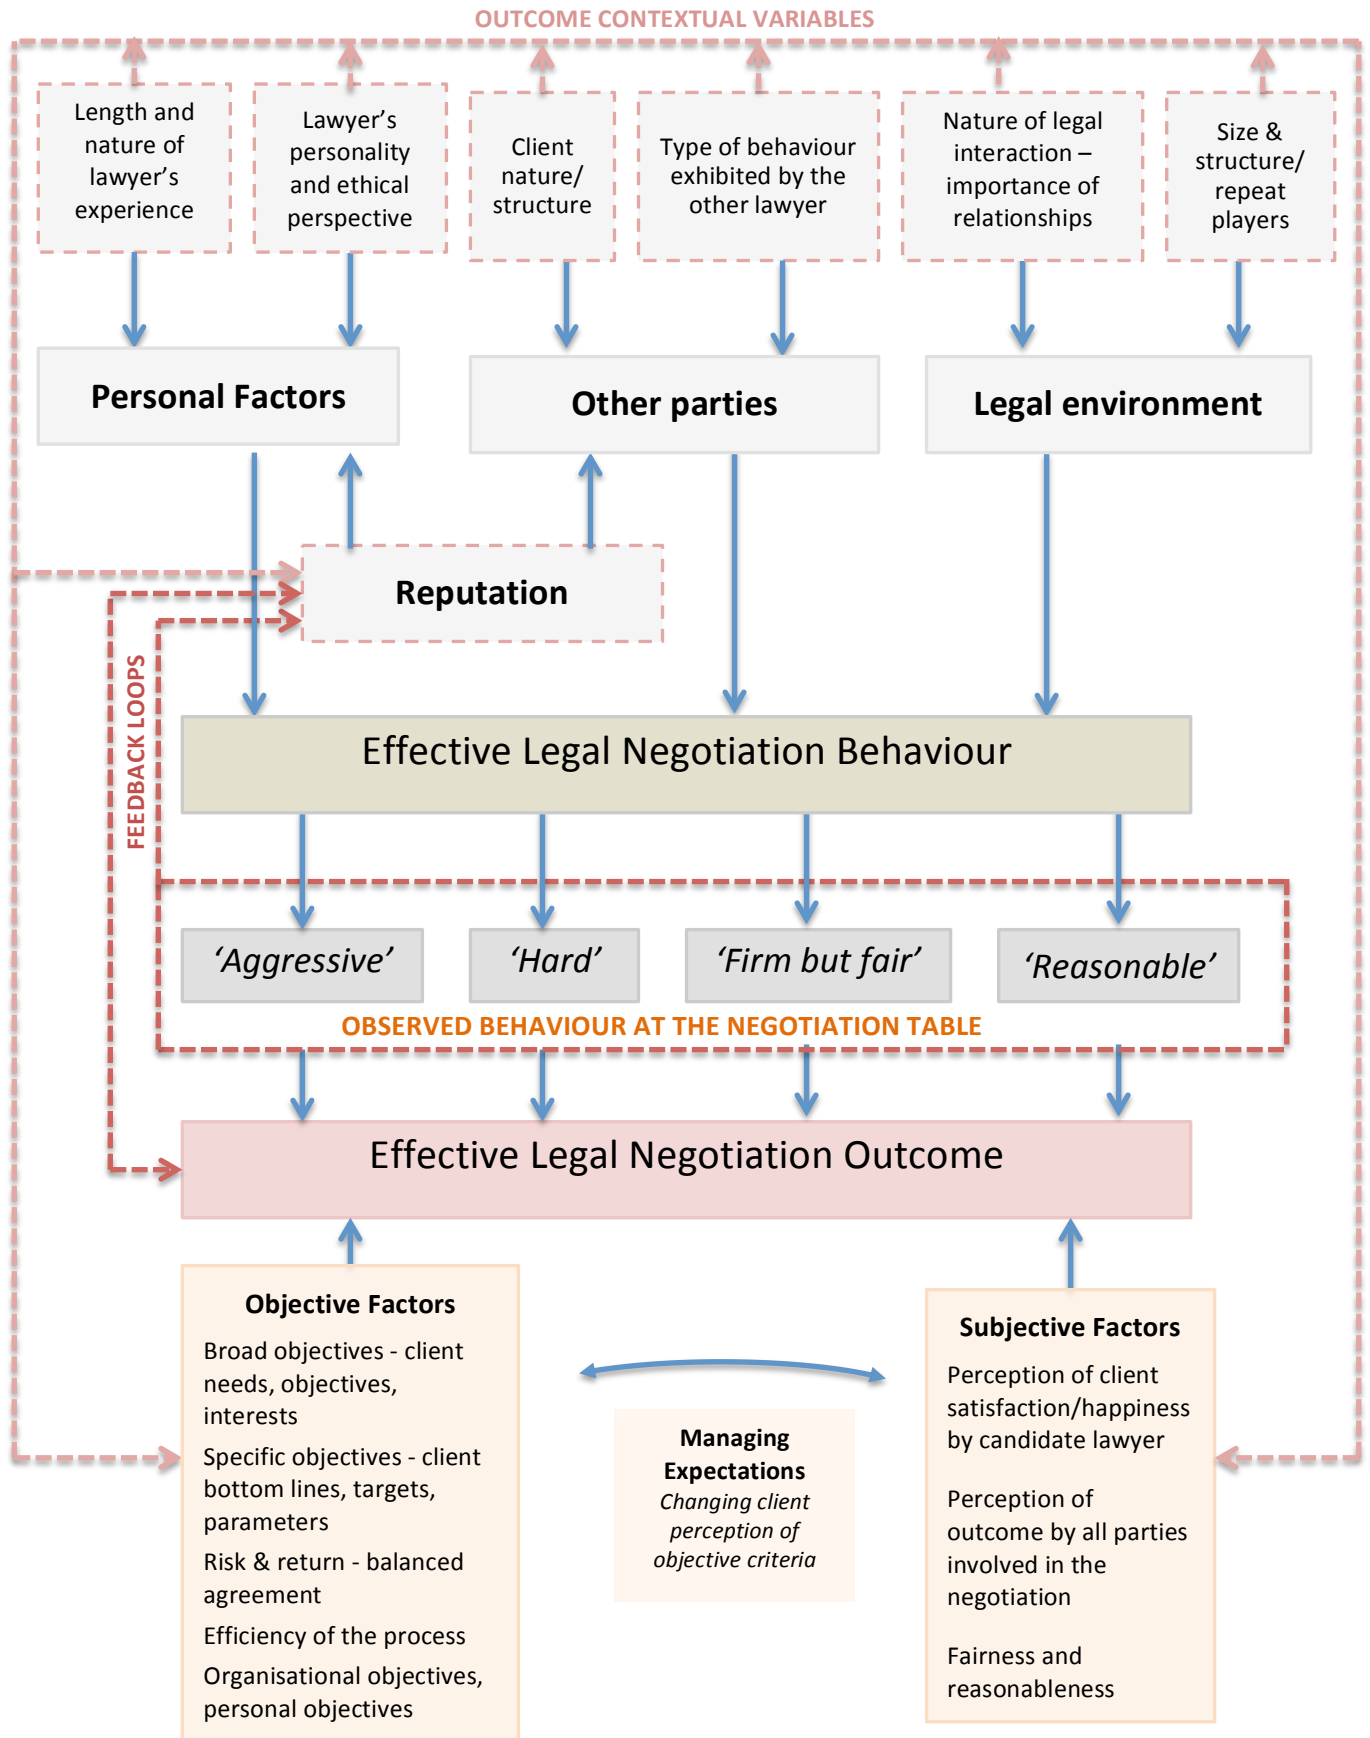 OUTCOME CONTEXTUAL VARIABLES
Length and
nature of
lawyer’s
experience
Lawyer’s
personality
and ethical
perspective
Client
nature/
structure
Type of behaviour
exhibited by the
other lawyer
Nature of legal
interaction –
importance of
relationships
Size &
structure/
repeat
players
Personal Factors
Other parties
Legal environment
Reputation
FEEDBACK LOOPS
Effective Legal Negotiation Behaviour
‘Aggressive’
‘Hard’
‘Firm but fair’
‘Reasonable’
OBSERVED BEHAVIOUR AT THE NEGOTIATION TABLE
Effective Legal Negotiation Outcome
Objective Factors
Broad objectives - client
needs, objectives,
interests
Specific objectives - client
bottom lines, targets,
parameters
Risk & return - balanced
agreement
Efficiency of the process
Organisational objectives,
personal objectives
Managing
Expectations
Changing client
perception of
objective criteria
Subjective Factors
Perception of client
satisfaction/happiness
by candidate lawyer
Perception of
outcome by all parties
involved in the
negotiation
Fairness and
reasonableness